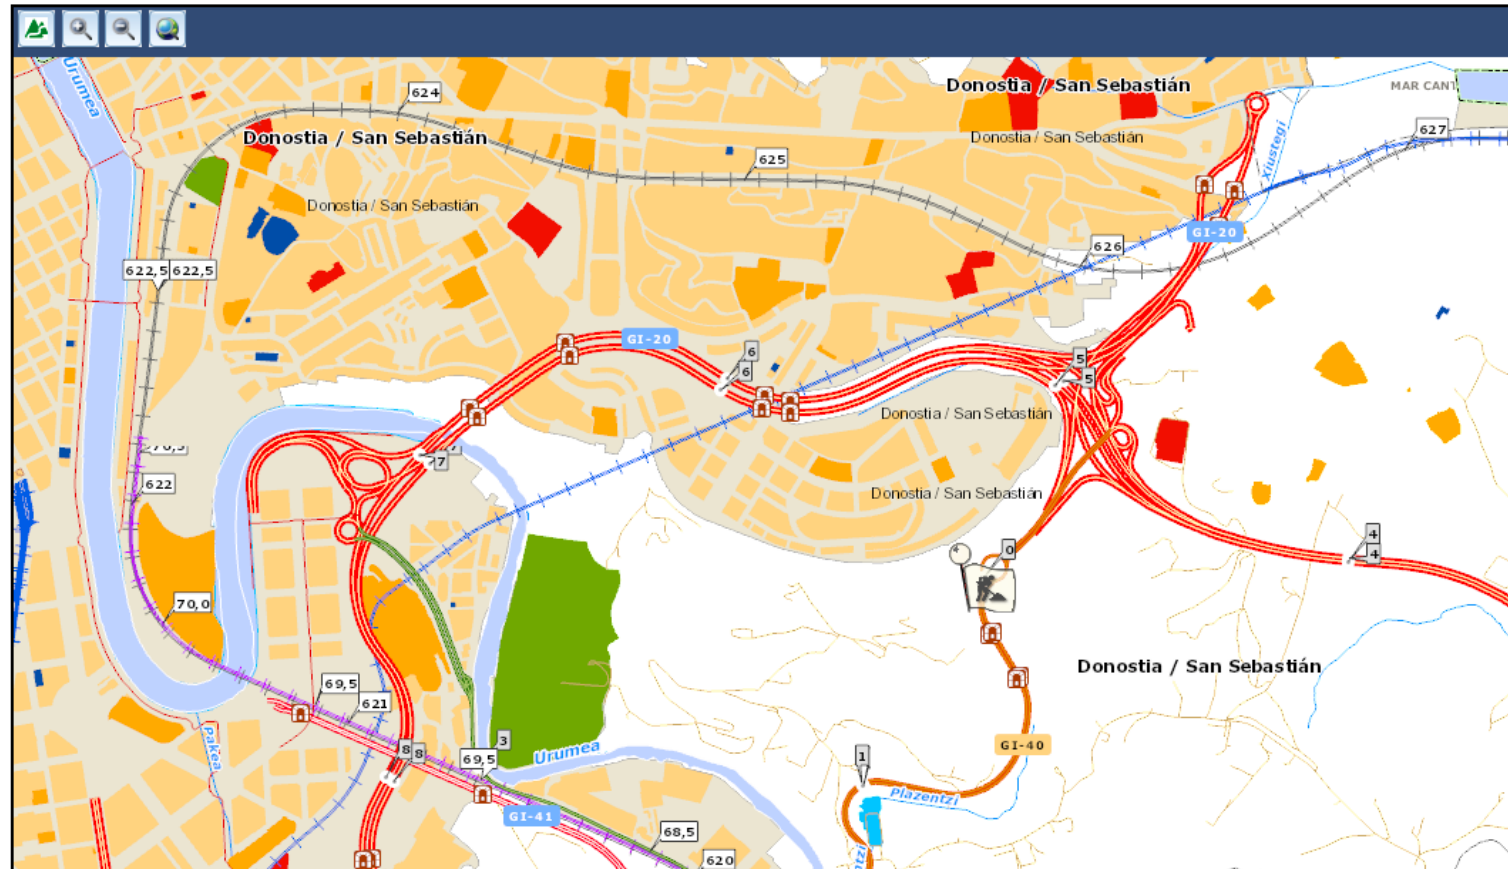 Urumea
624
Donostia / San Sebastián
MAR CANT
Donostia / San Sebastián
Donostia / San Sebastián
627
Xiustegi
625
Donostia / San Sebastián
GI-20
626
622,5
622,5
GI-20
6
6
5
5
Donostia / San Sebastián
7
622
Donostia / San Sebastián
4
4
0
70,0
Donostia / San Sebastián
69,5
621
Pakea
8
8
3
69,5
Urumea
GI-40
1
Plazentzi
GI-41
68,5
620
ntzi